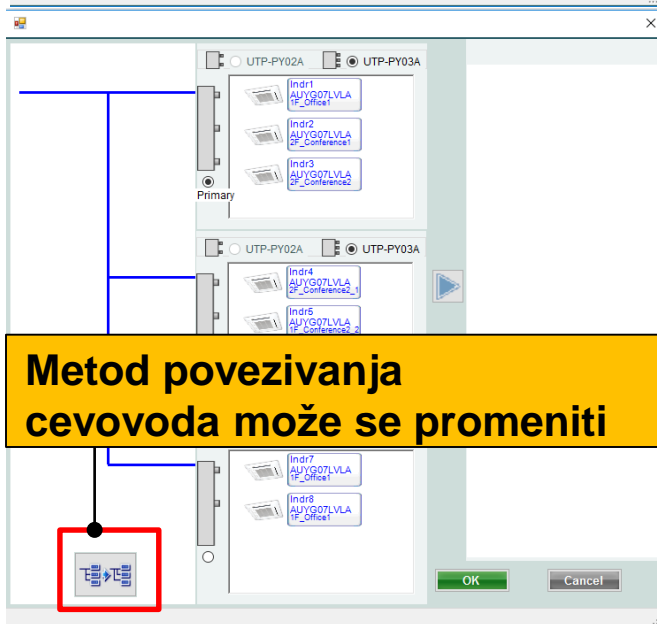 UTP-PY02A UTP-PY03A
Indr1
AUYG07LVLA
1F_Office1
Indr2
AUYG07LVLA
2F_Conference1
Indr3
AUYG07LVLA
2F_Conference2
Primary
UTP-PY02A UTP-PY03A
Indr4
AUYG07LVLA
2F_Conference2_1
Indr5
AUYG07LVLA
1F_Conference2_2
Metod povezivanja
cevovoda može se promeniti
Indr7
AUYG07LVLA
1F_Office1
Indr8
AUYG07LVLA
1F_Office1
OK Cancel